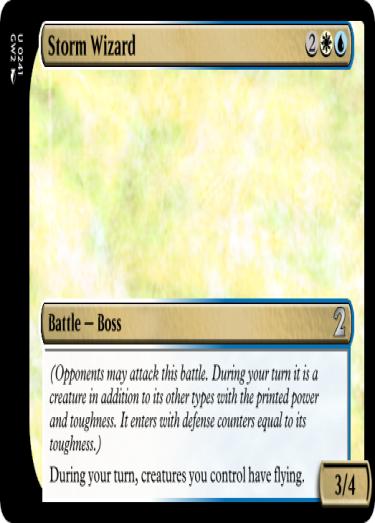 Storm Wizard 2
U 0241
GW2
Battle – Boss 2
(Opponents may attack this battle. During your turn it is a
creature in addition to its other types with the printed power
and toughness. It enters with defense counters equal to its
toughness.)
During your turn, creatures you control have flying.
3/4